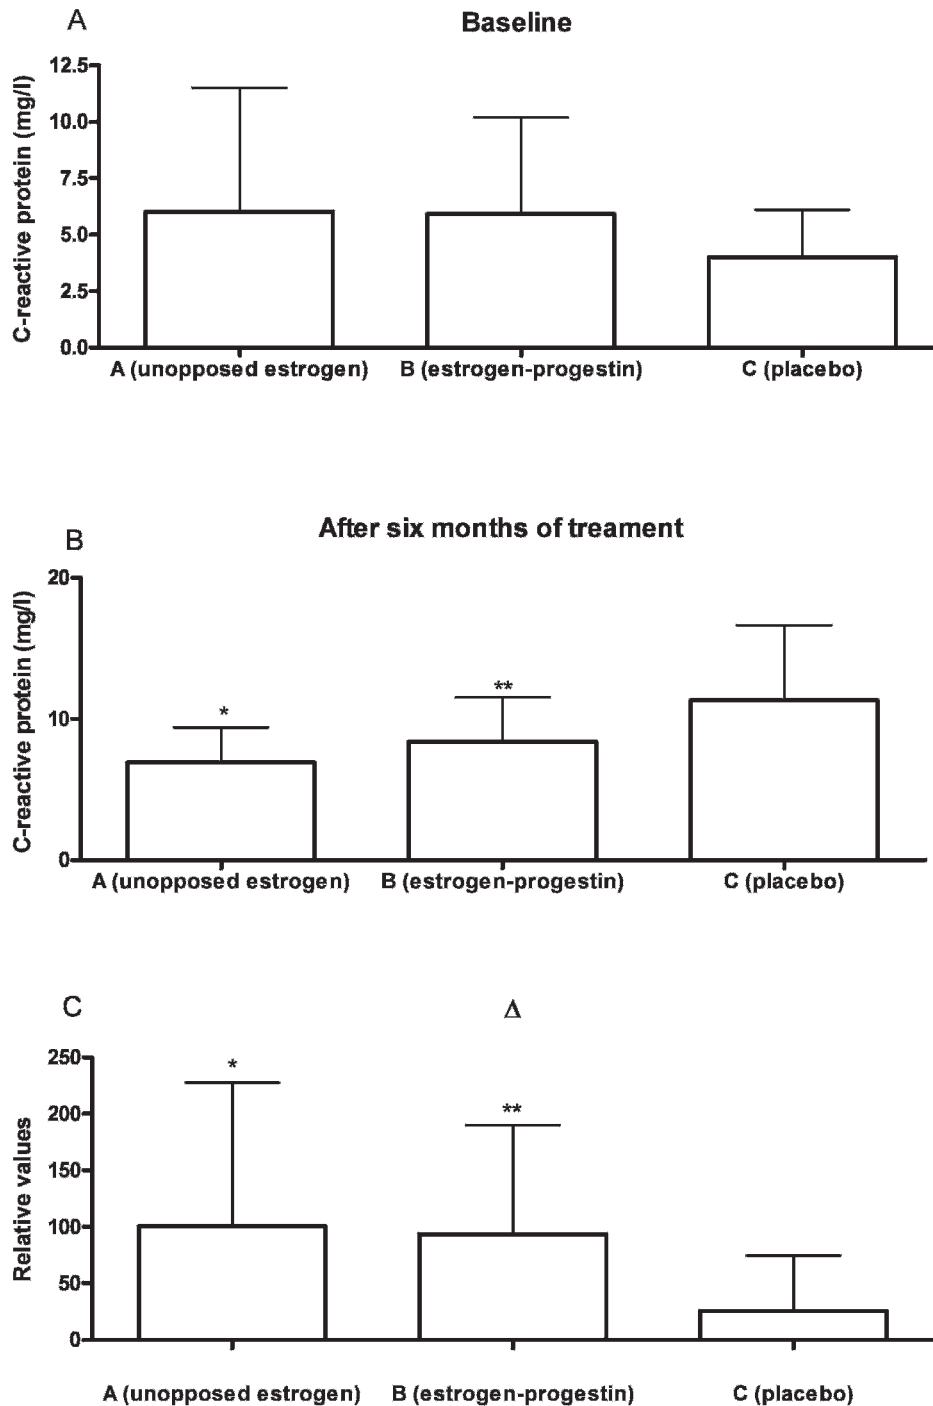 A
Baseline
C-reactive protein (mg/l)
12.5
10.0
7.5
5.0
2.5
0.0
A (unopposed estrogen) B (estrogen-progestin) C (placebo)
B
After six months of treament
C-reactive protein (mg/l)
20
10
0
*
**
A (unopposed estrogen) B (estrogen-progestin) C (placebo)
C
Δ
Relative values
250
200
150
100
50
0
*
**
A (unopposed estrogen) B (estrogen-progestin) C (placebo)